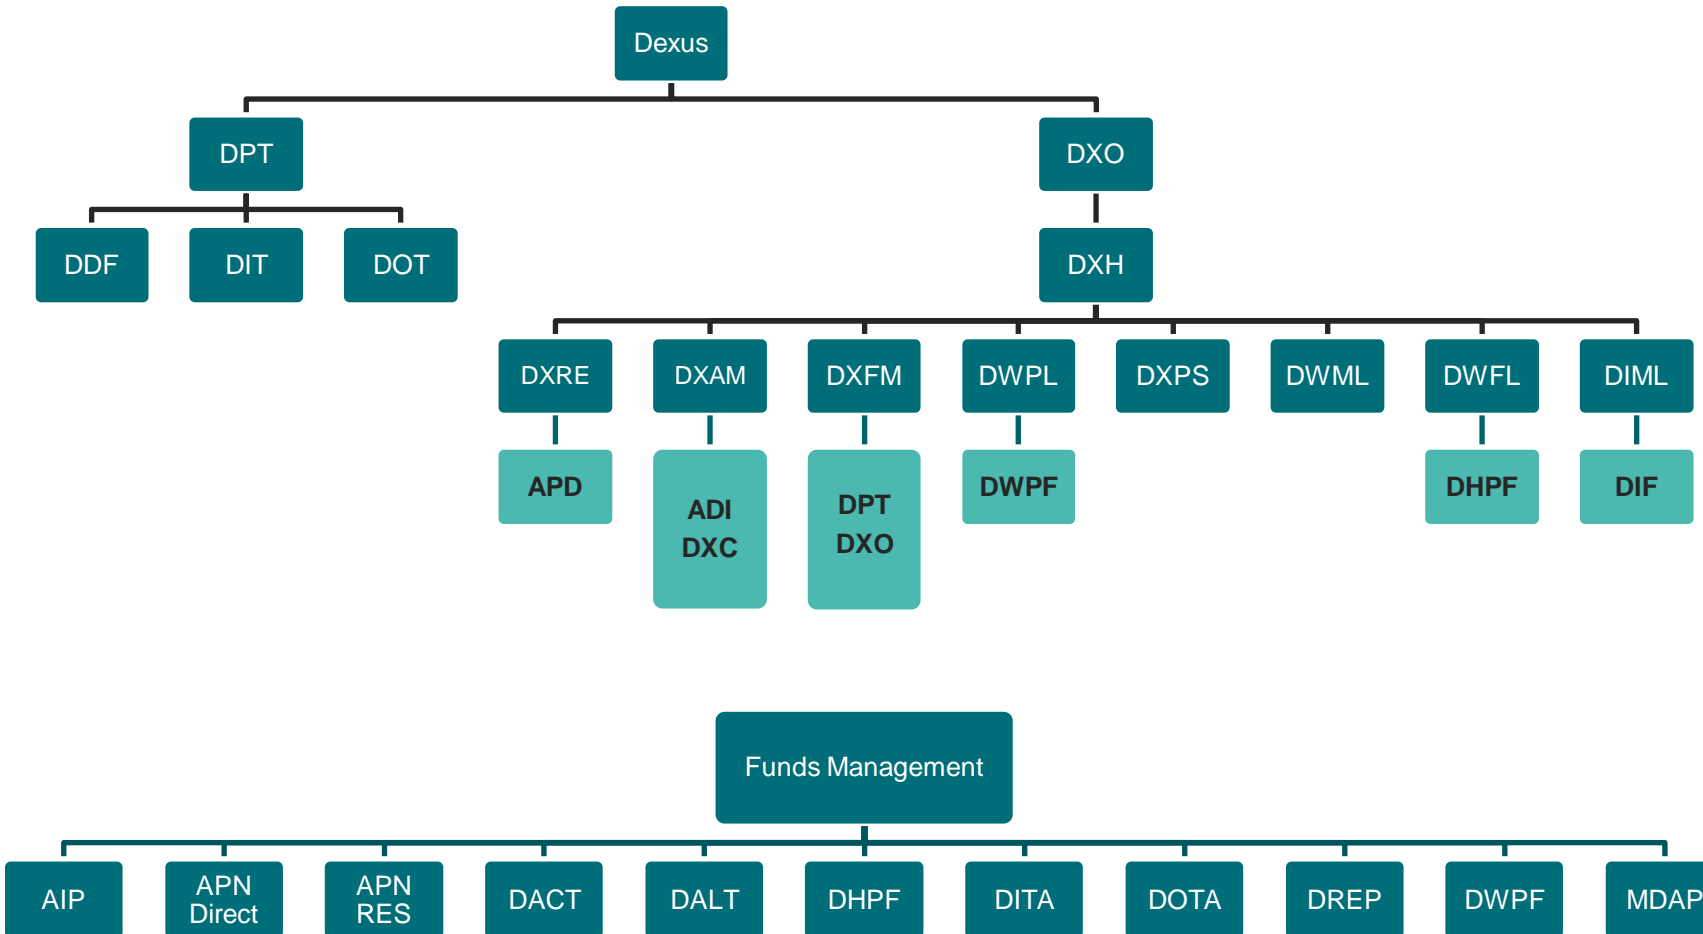 Dexus
DPT
DXO
DDF
DIT
DOT
DXH
DXRE
DXAM
DXFM
DWPL
DXPS
DWML
DWFL
DIML
APD
ADI
DXC
DPT
DXO
DWPF
DHPF
DIF
Funds Management
AIP
APN
Direct
APN
RES
DACT
DALT
DHPF
DITA
DOTA
DREP
DWPF
MDAP